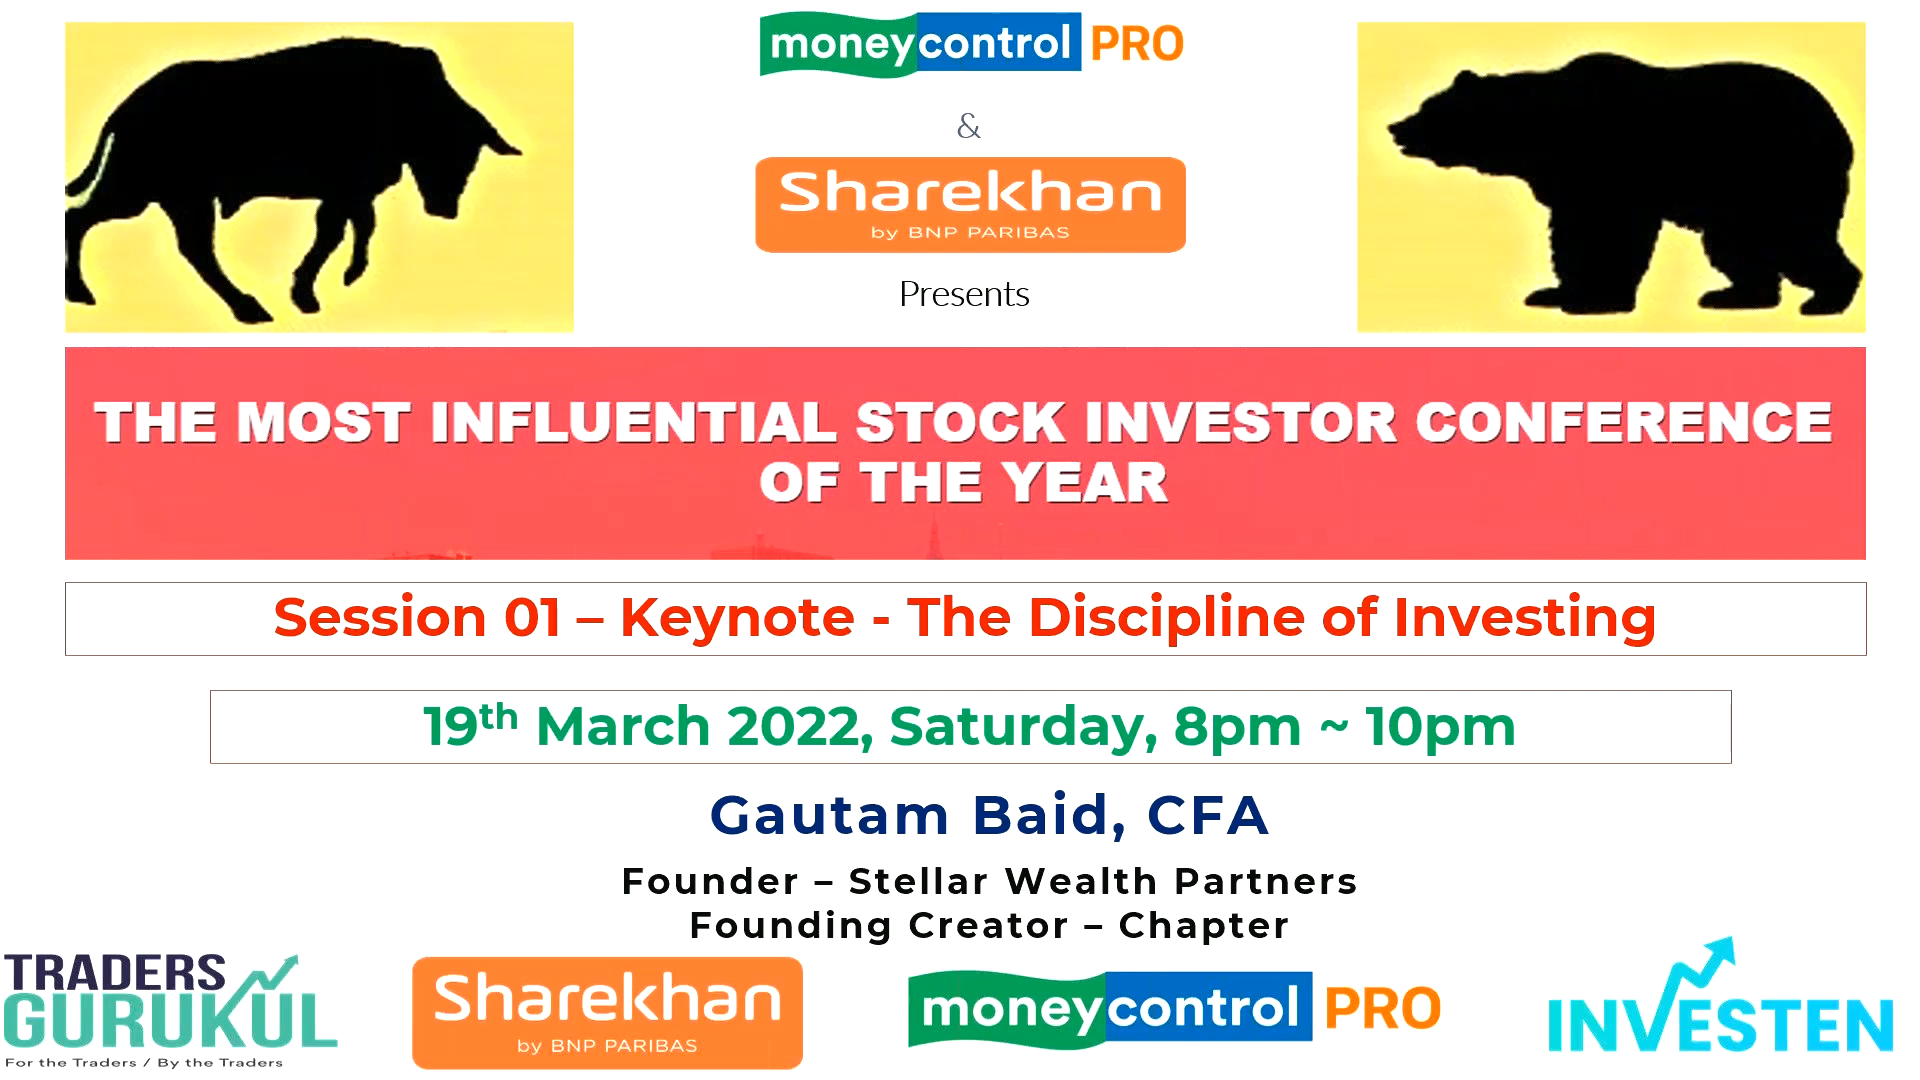 moneycontrol PRO
&
Sharekhan
by BNP PARIBAS
Presents
THE MOST INFLUENTIAL STOCK INVESTOR CONFERENCE
OF THE YEAR
Session 01 – Keynote - The Discipline of Investing
19th March 2022, Saturday, 8pm ~ 10pm
Gautam Baid, CFA
Founder – Stellar Wealth Partners
Founding Creator – Chapter
TRADERS
GURUKUL
For the Traders / By the Traders
Sharekhan
by BNP PARIBAS
moneycontrol PRO
INVESTEN